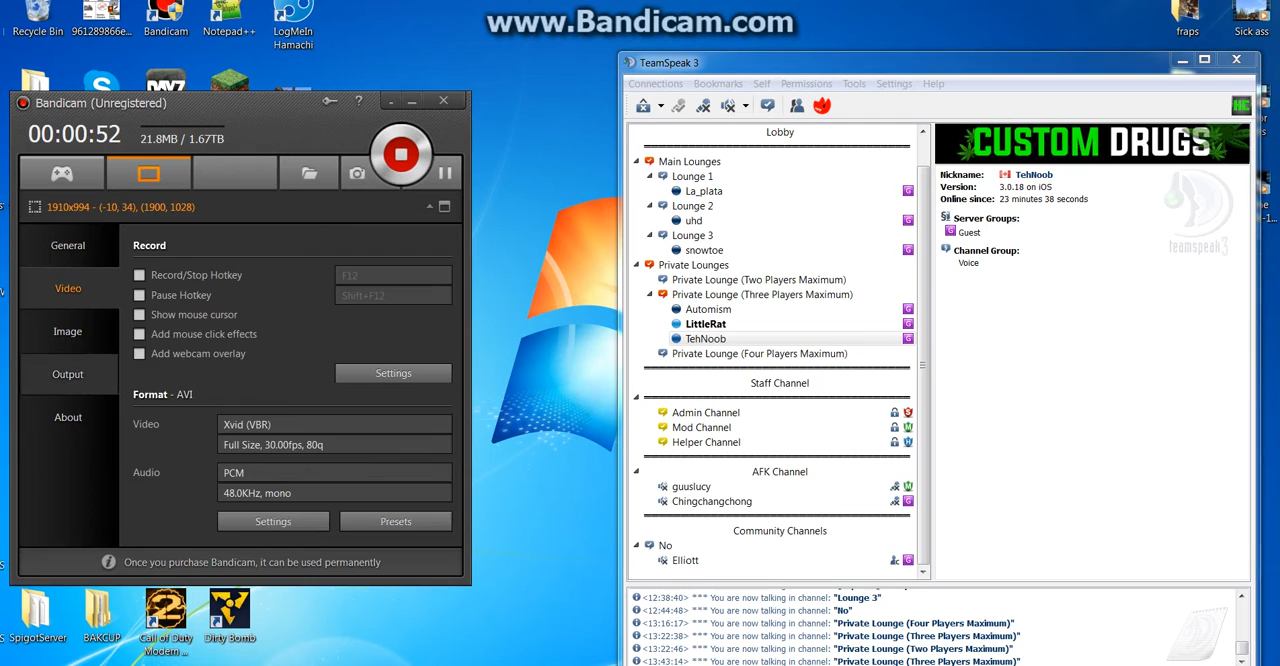 www.Bandicam.com
Recycle Bin
961289866e...
Bandicam
Notepad++
LogMeIn
Hamachi
fraps
Sick ass
Bandicam (Unregistered)
00:00:52
21.8MB / 1.67TB
1910x994 - (-10, 34), (1900, 1028)
General
Video
Image
Output
About
Record
Record/Stop Hotkey
F12
Pause Hotkey
Shift+F12
Show mouse cursor
Add mouse click effects
Add webcam overlay
Settings
Format - AVI
Video
Xvid (VBR)
Full Size, 30.00fps, 80q
Audio
PCM
48.0KHz, mono
Settings
Presets
Once you purchase Bandicam, it can be used permanently
SpigotServer
BAKCUP
Call of Duty
Modern ...
Dirty Bomb
TeamSpeak 3
Connections
Bookmarks
Self
Permissions
Tools
Settings
Help
Lobby
Main Lounges
Lounge 1
La_plata
Lounge 2
uhd
Lounge 3
snowtoe
Private Lounges
Private Lounge (Two Players Maximum)
Private Lounge (Three Players Maximum)
Automism
LittleRat
TehNoob
Private Lounge (Four Players Maximum)
Staff Channel
Admin Channel
Mod Channel
Helper Channel
AFK Channel
guuslucy
Chingchangchong
Community Channels
No
Elliott
CUSTOM DRUGS
Nickname: TehNoob
Version: 3.0.18 on iOS
Online since: 23 minutes 38 seconds
Server Groups:
Guest
Channel Group:
Voice
teamspeak3
<12:38:40> *** You are now talking in channel: "Lounge 3"
<12:44:48> *** You are now talking in channel: "No"
<13:16:17> *** You are now talking in channel: "Private Lounge (Four Players Maximum)"
<13:22:38> *** You are now talking in channel: "Private Lounge (Three Players Maximum)"
<13:22:46> *** You are now talking in channel: "Private Lounge (Two Players Maximum)"
<13:43:14> *** You are now talking in channel: "Private Lounge (Three Players Maximum)"